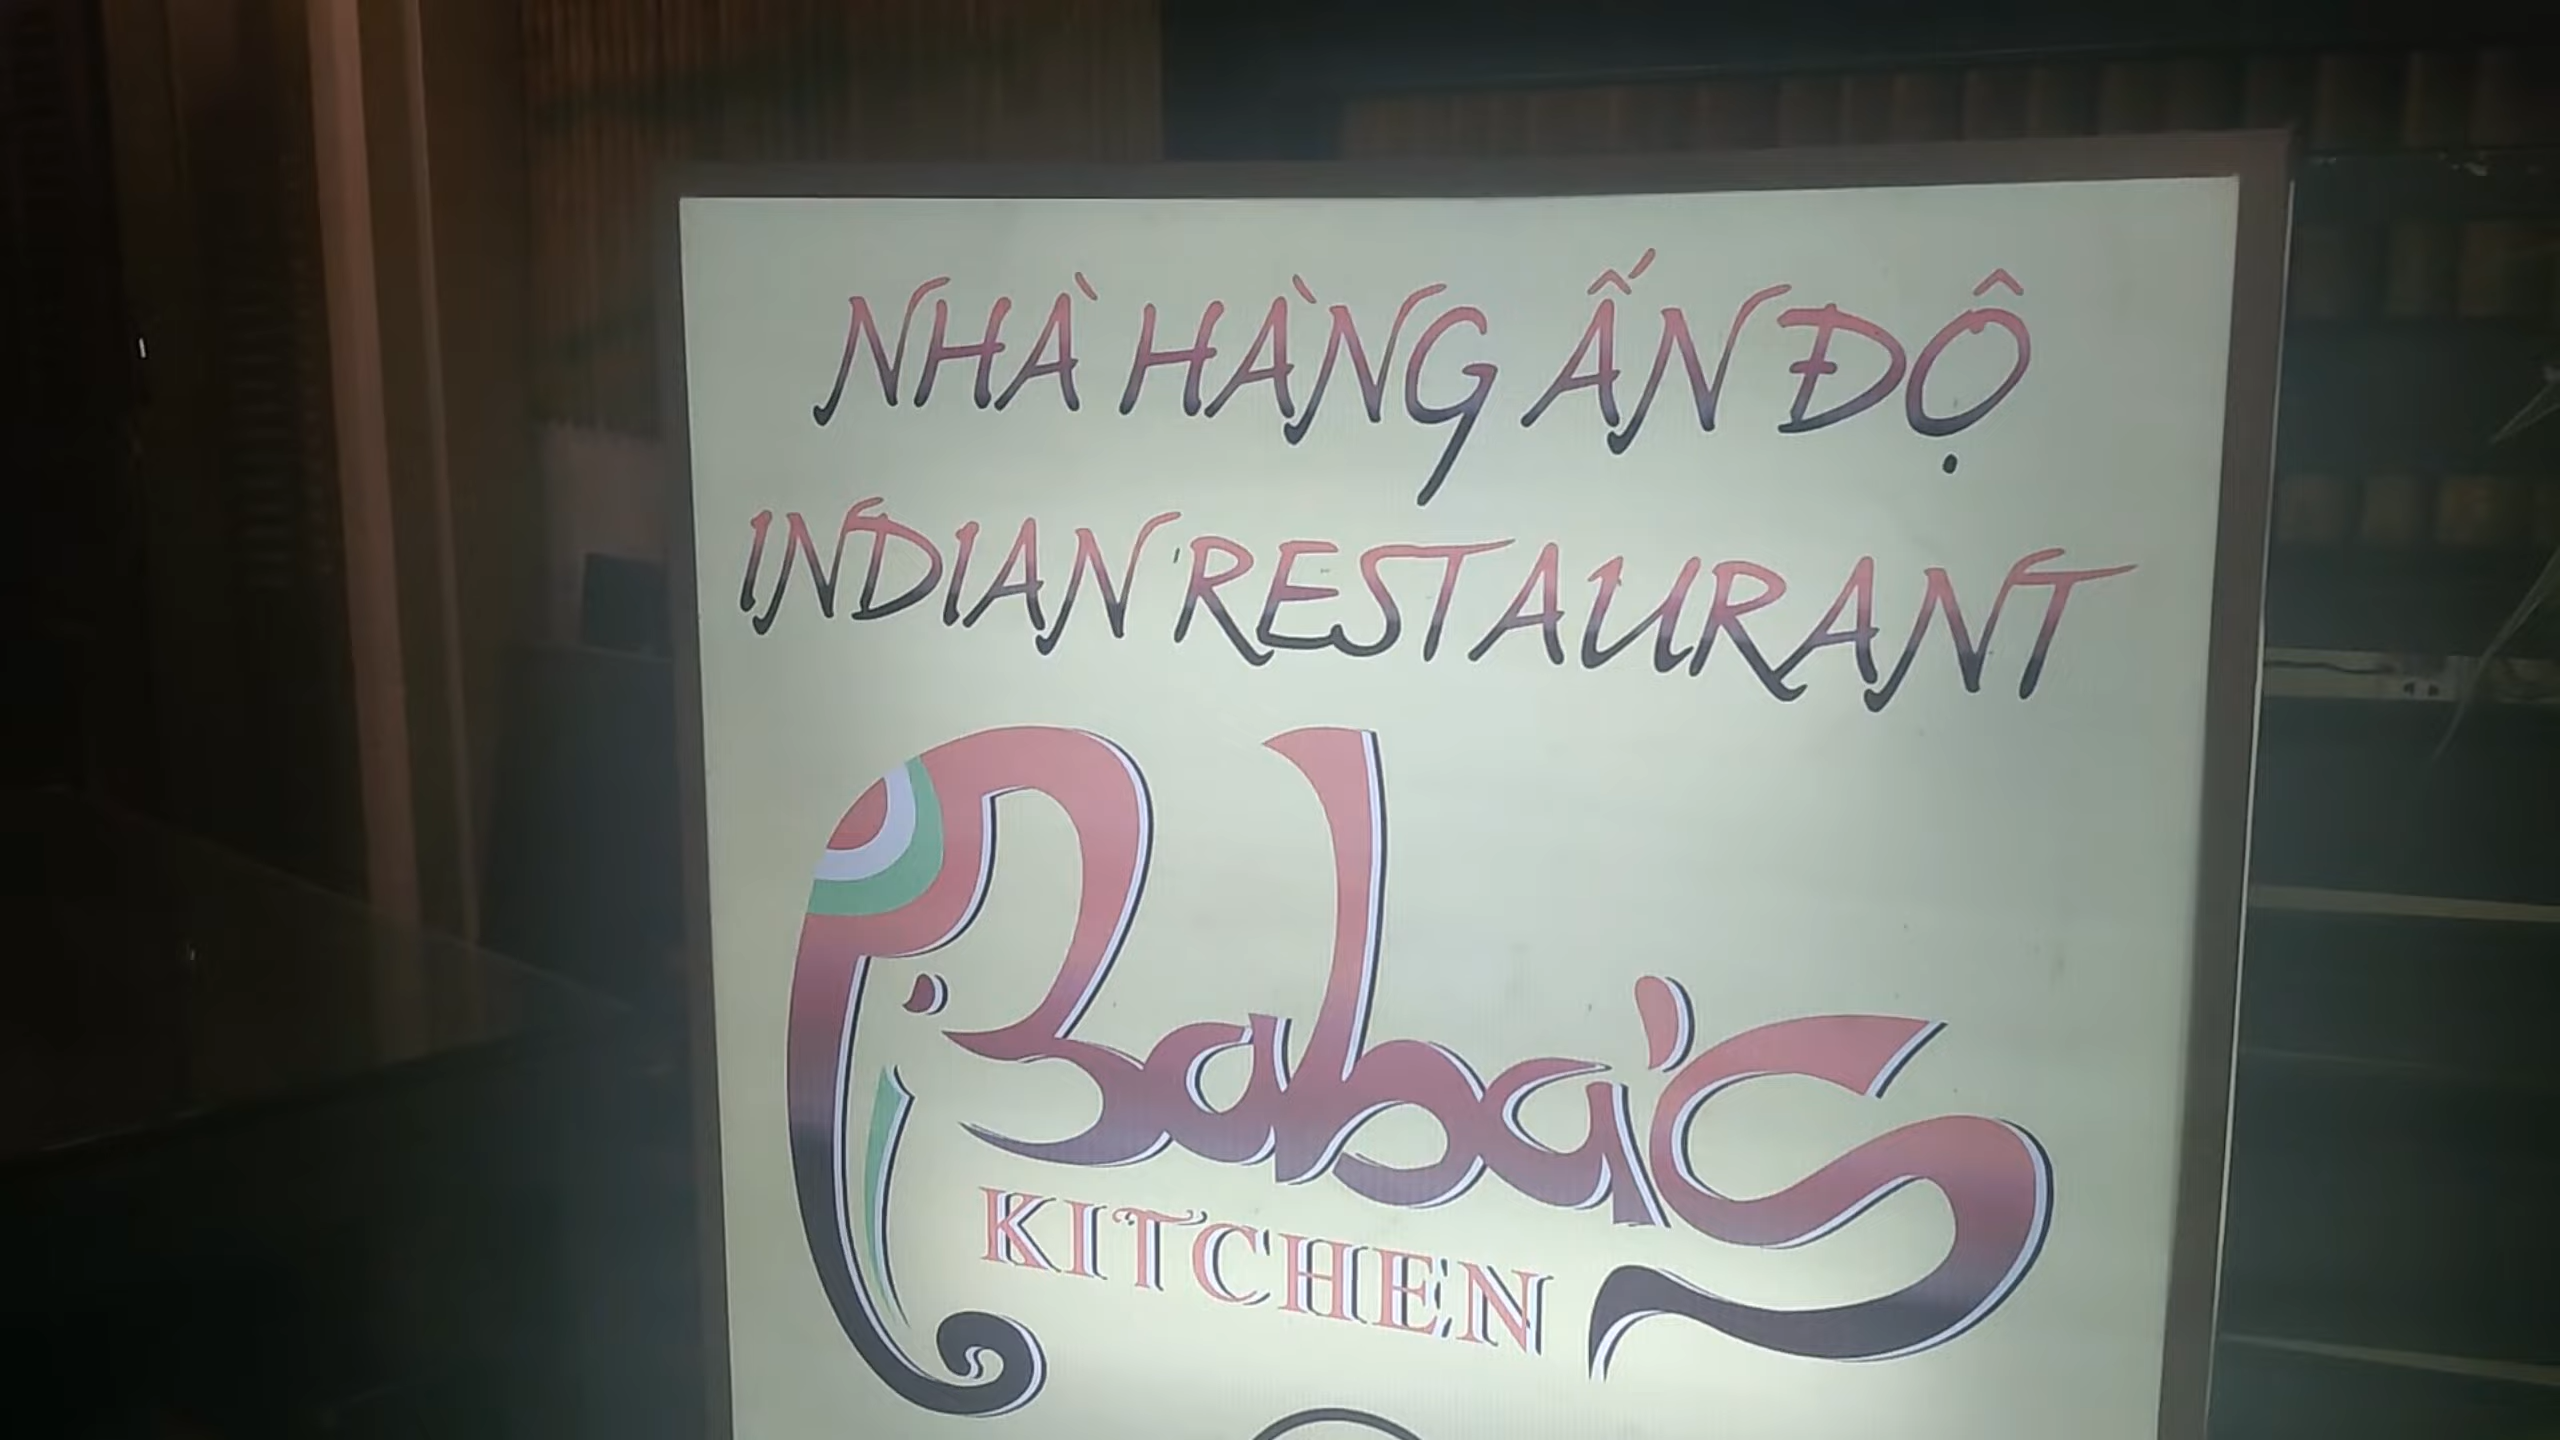 NHÀ HÀNG ẤN ĐỘ
INDIAN RESTAURANT
Baba's
KITCHEN